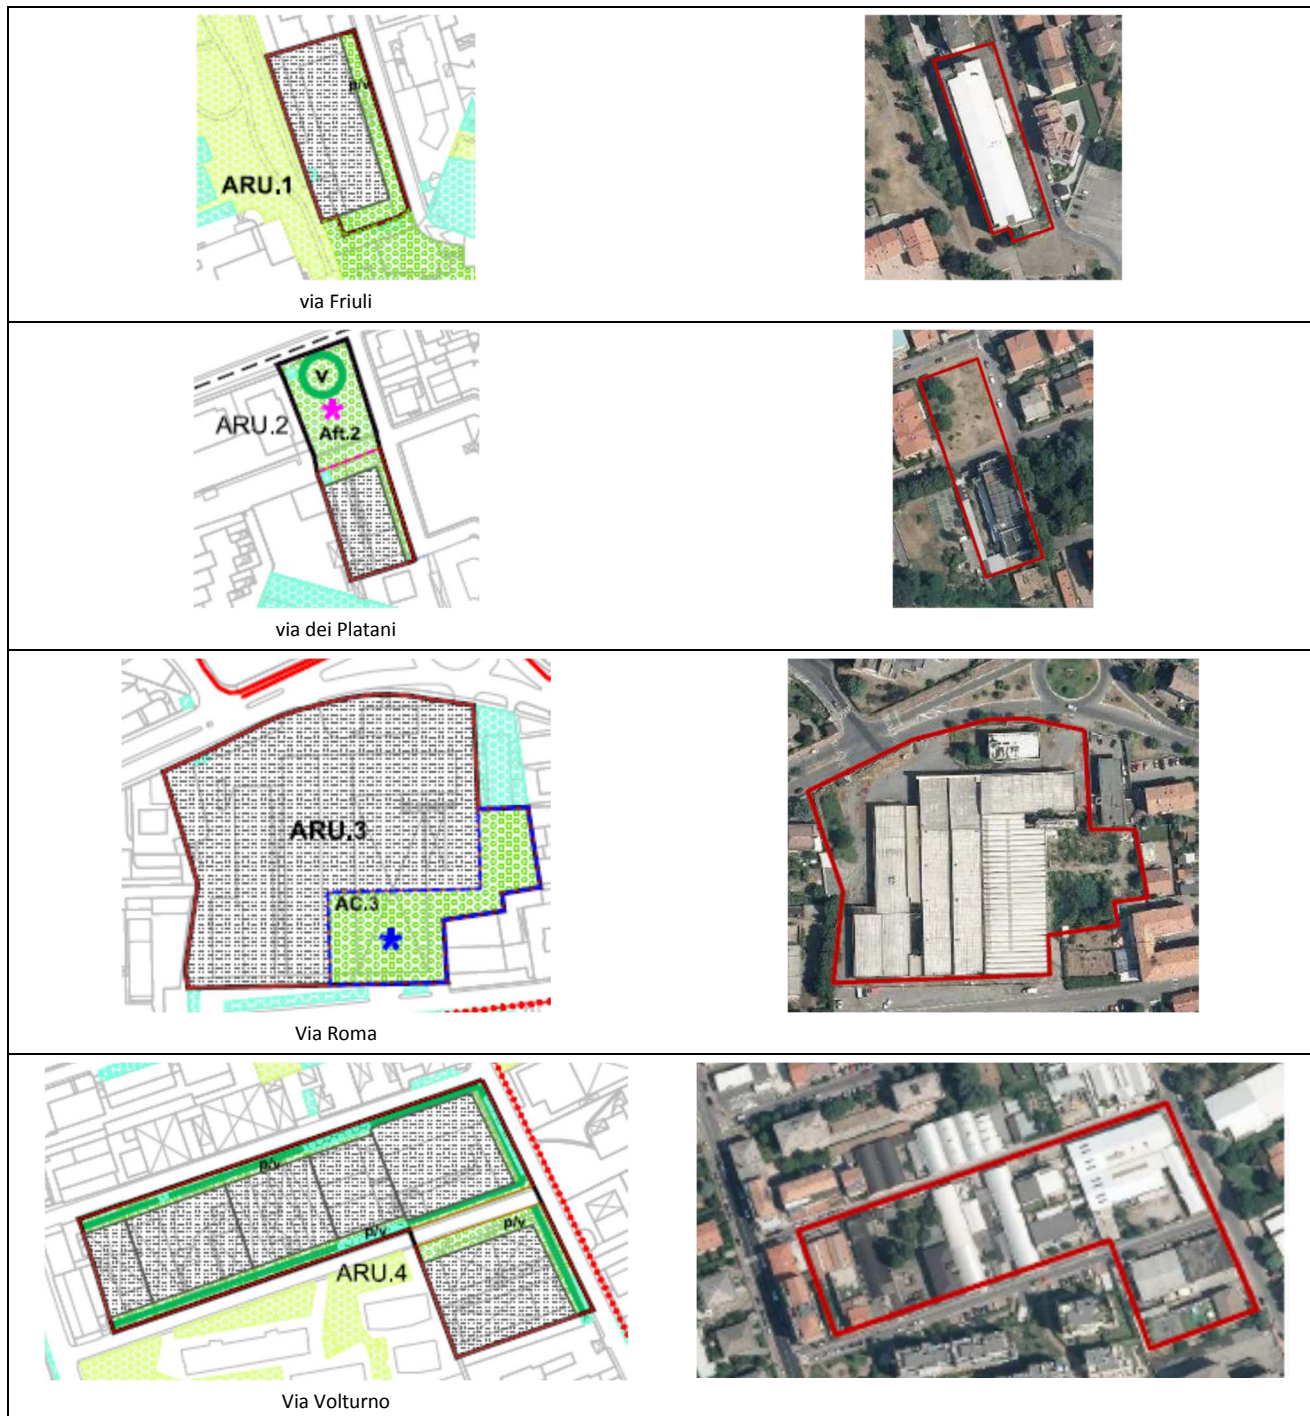 p/v
ARU.1
via Friuli
v
ARU.2
Aft.2
via dei Platani
ARU.3
AC.3
Via Roma
p/v
p/v
p/v
ARU.4
Via Volturno